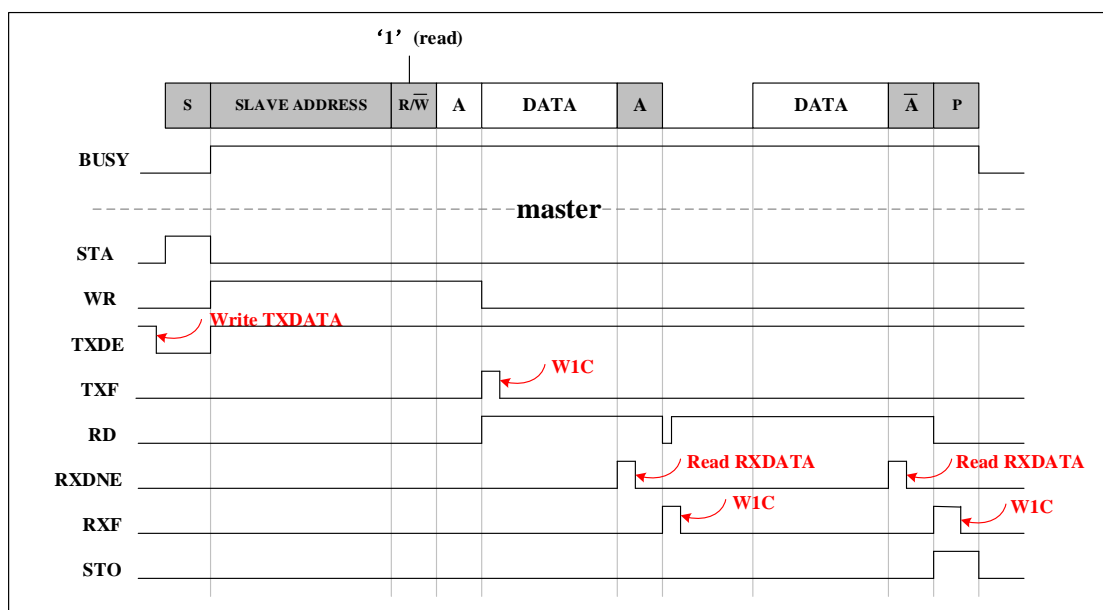 ‘1’ (read)
S SLAVE ADDRESS R/W̅ A DATA A DATA A̅ P
BUSY
master
STA
WR
Write TXDATA
TXDE
W1C
TXF
RD
Read RXDATA Read RXDATA
RXDNE
W1C W1C
RXF
STO